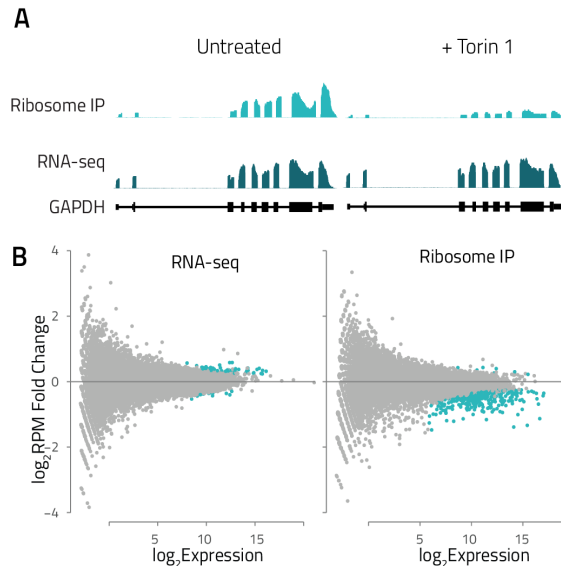 A
Untreated + Torin 1
Ribosome IP
RNA-seq
GAPDH
B
RNA-seq Ribosome IP
4
2
0
-2
−4
log2RPM Fold Change
5 10 15 5 10 15
log2Expression log2Expression